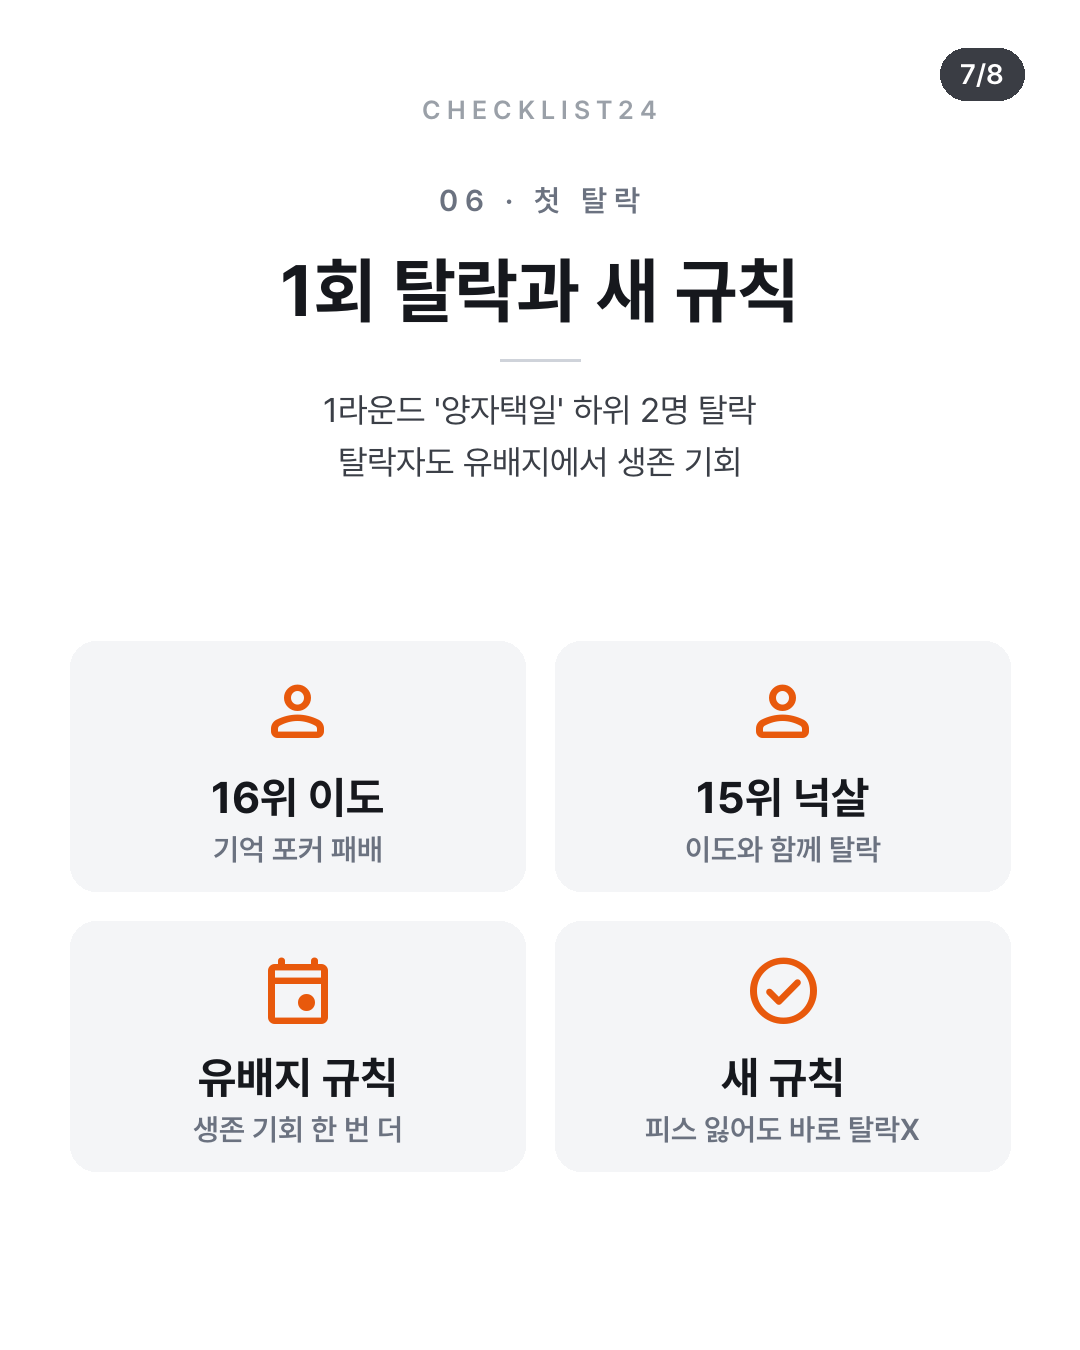 7/8
CHECKLIST24
06 · 첫 탈락
1회 탈락과 새 규칙
1라운드 '양자택일' 하위 2명 탈락
탈락자도 유배지에서 생존 기회
16위 이도
기억 포커 패배
15위 넉살
이도와 함께 탈락
유배지 규칙
생존 기회 한 번 더
새 규칙
피스 잃어도 바로 탈락X